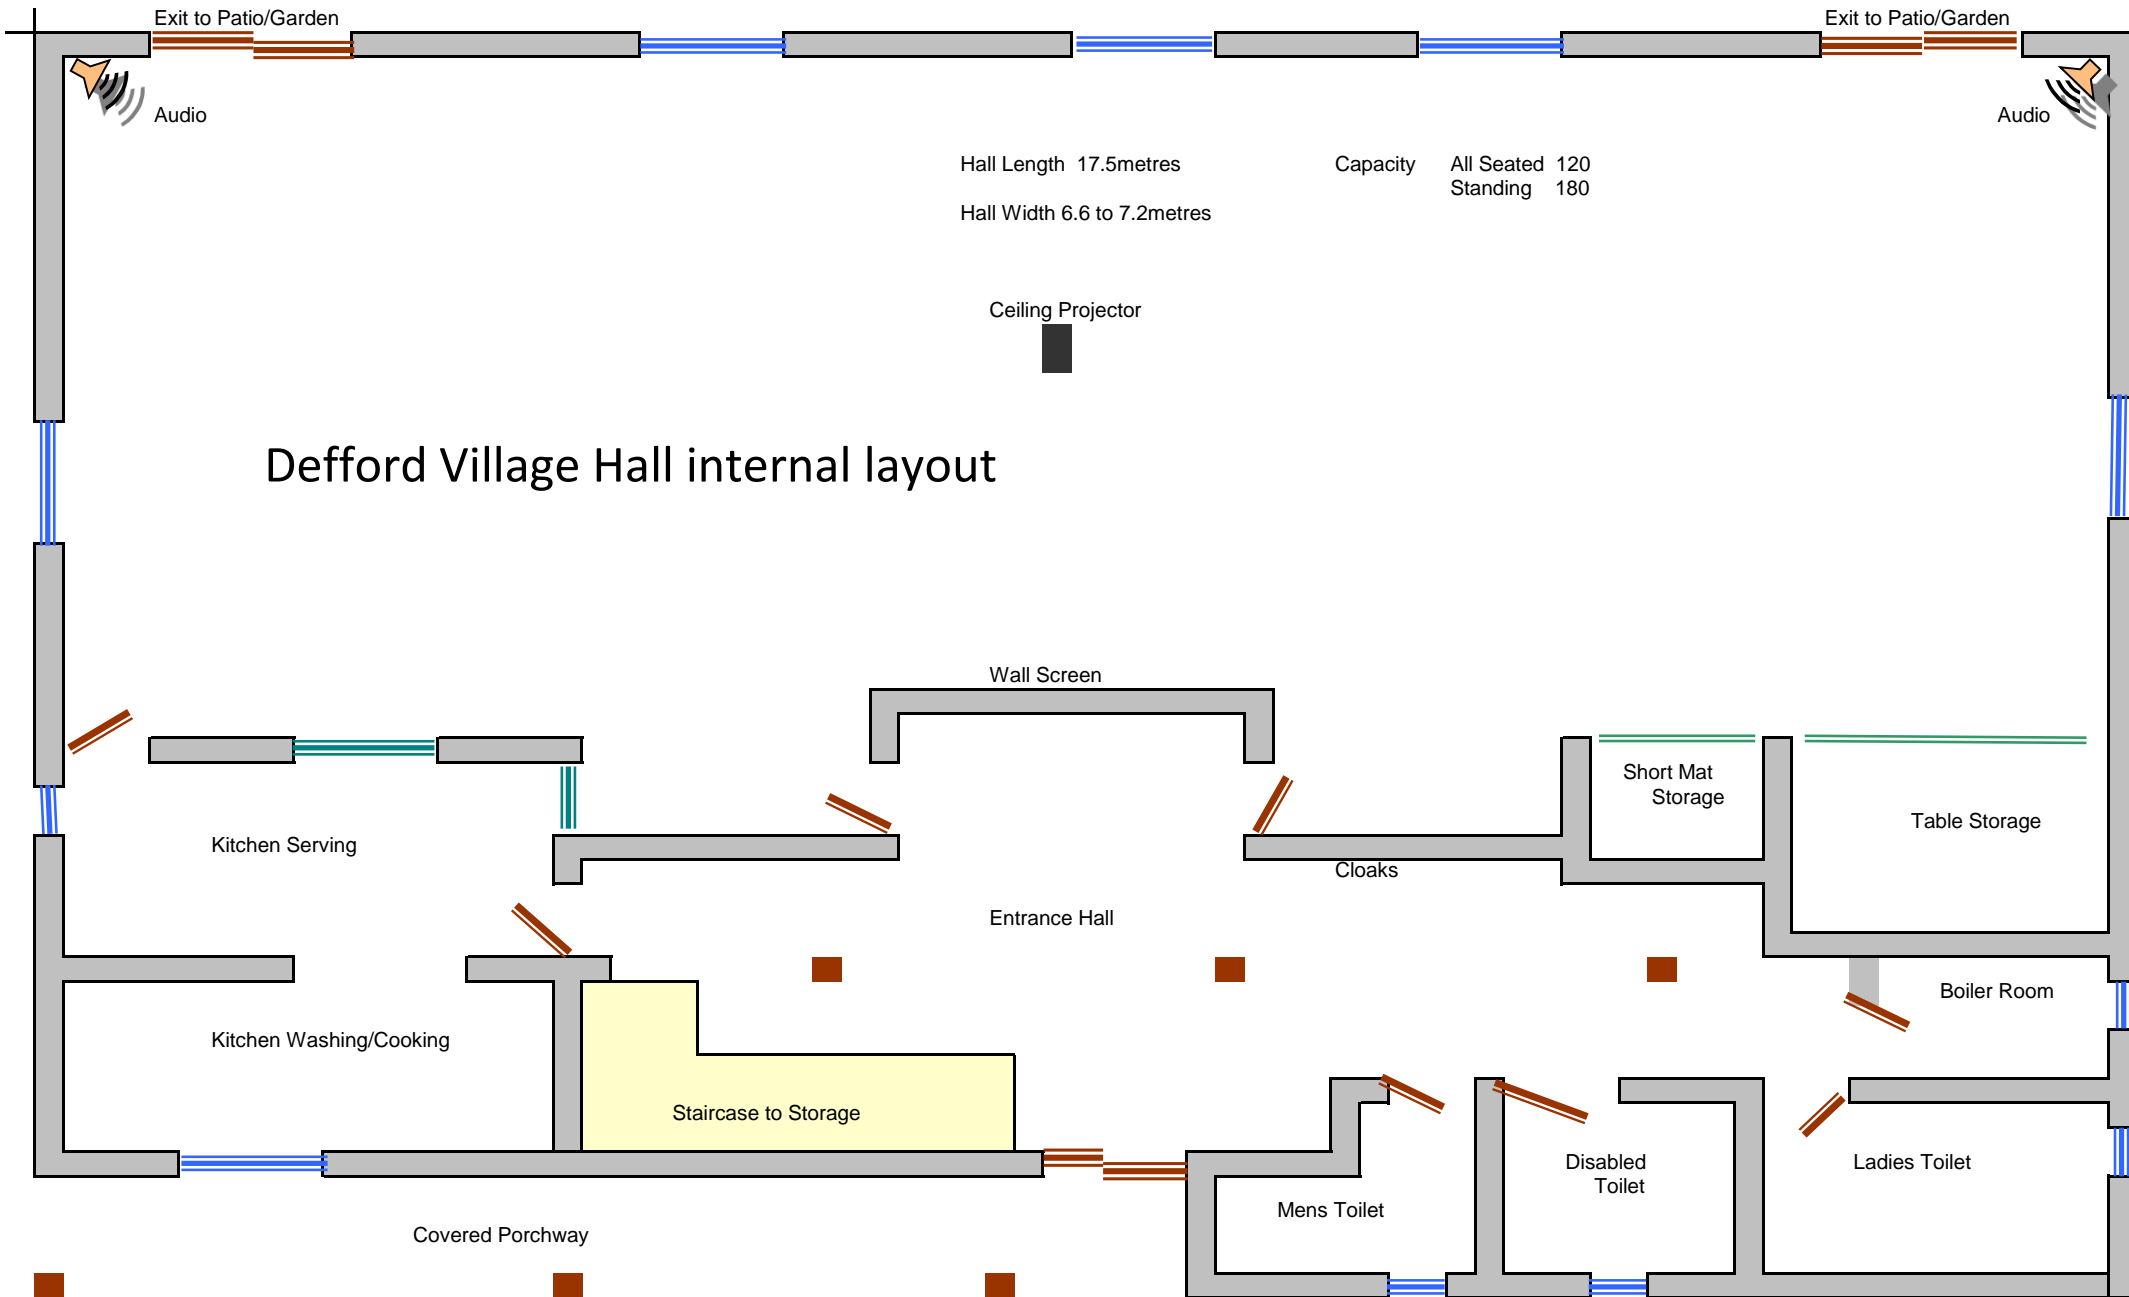 Exit to Patio/Garden
Exit to Patio/Garden
Audio
Audio
Hall Length 17.5metres
Capacity All Seated 120
Standing 180
Hall Width 6.6 to 7.2metres
Ceiling Projector
Defford Village Hall internal layout
Wall Screen
Short Mat
Storage
Table Storage
Kitchen Serving
Cloaks
Entrance Hall
Boiler Room
Kitchen Washing/Cooking
Staircase to Storage
Disabled
Toilet
Ladies Toilet
Mens Toilet
Covered Porchway